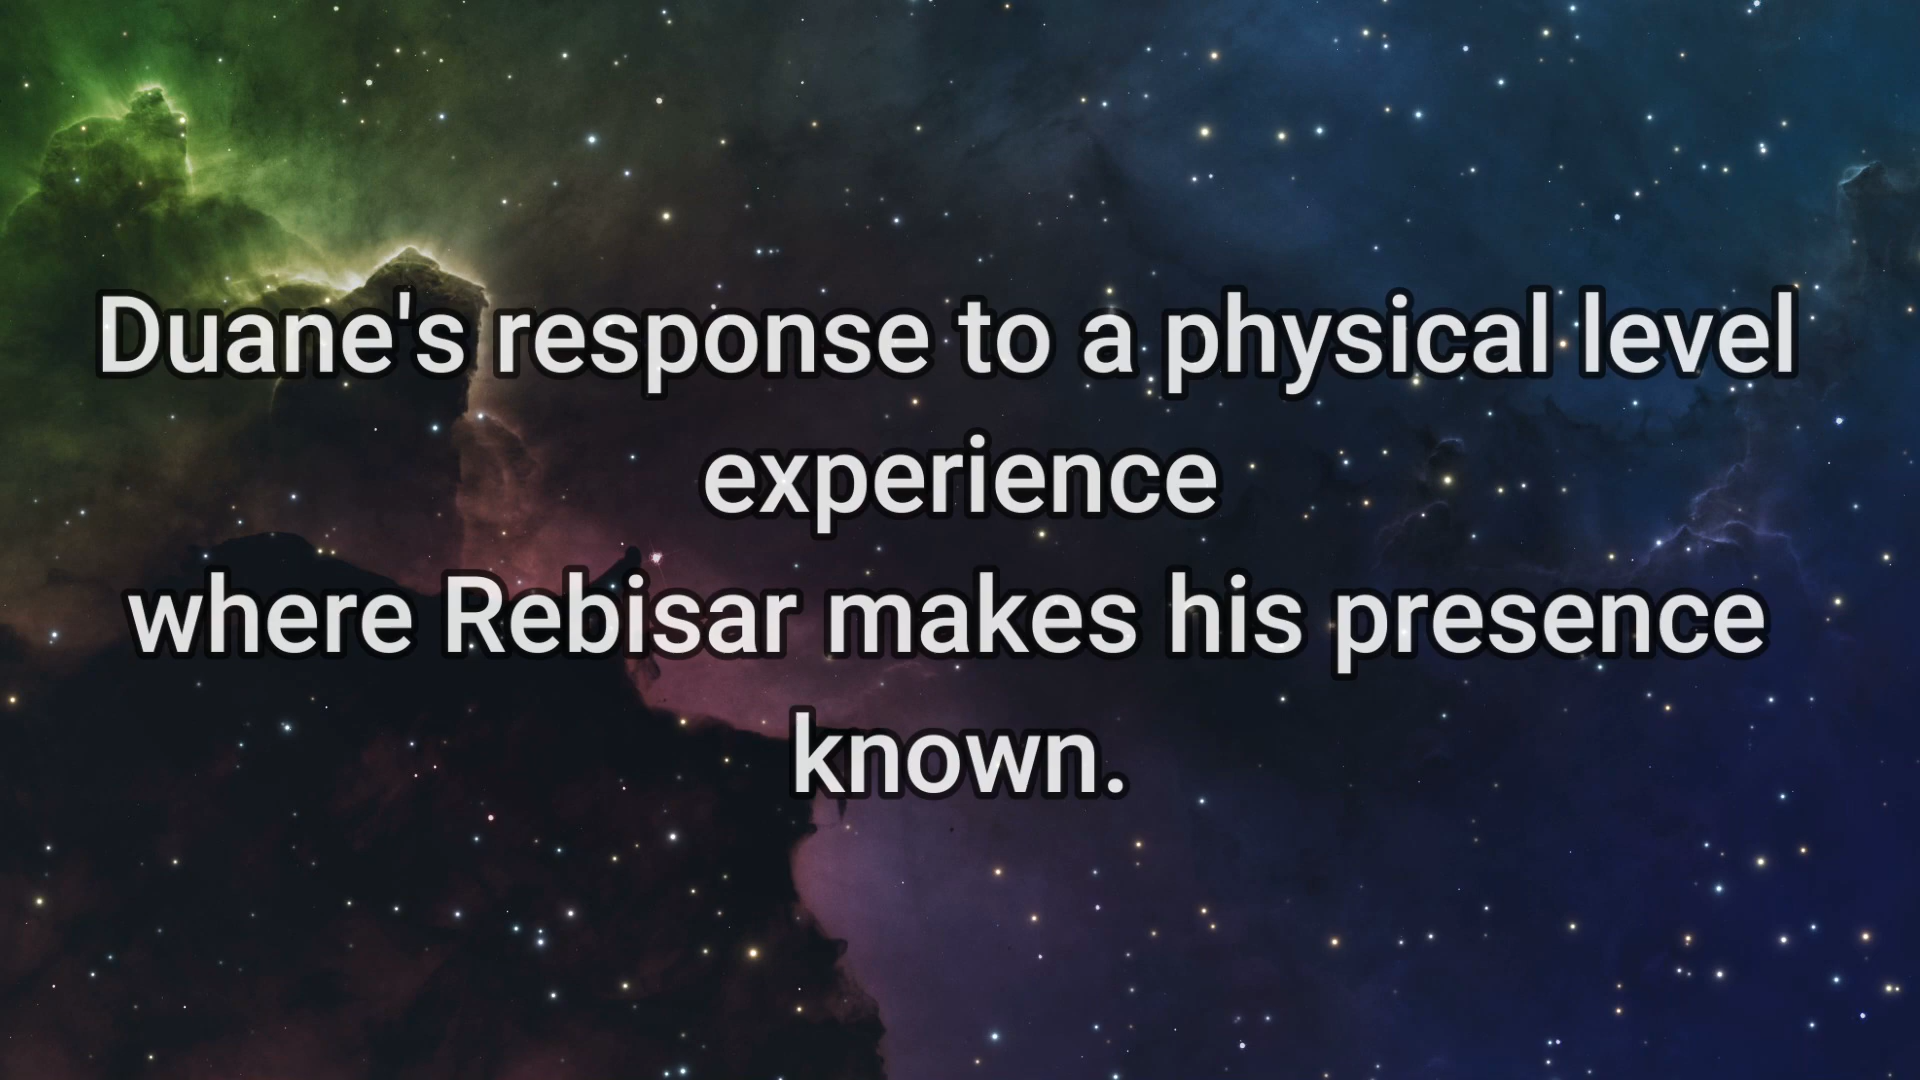 Duane's response to a physical level
experience
where Rebisar makes his presence
known.